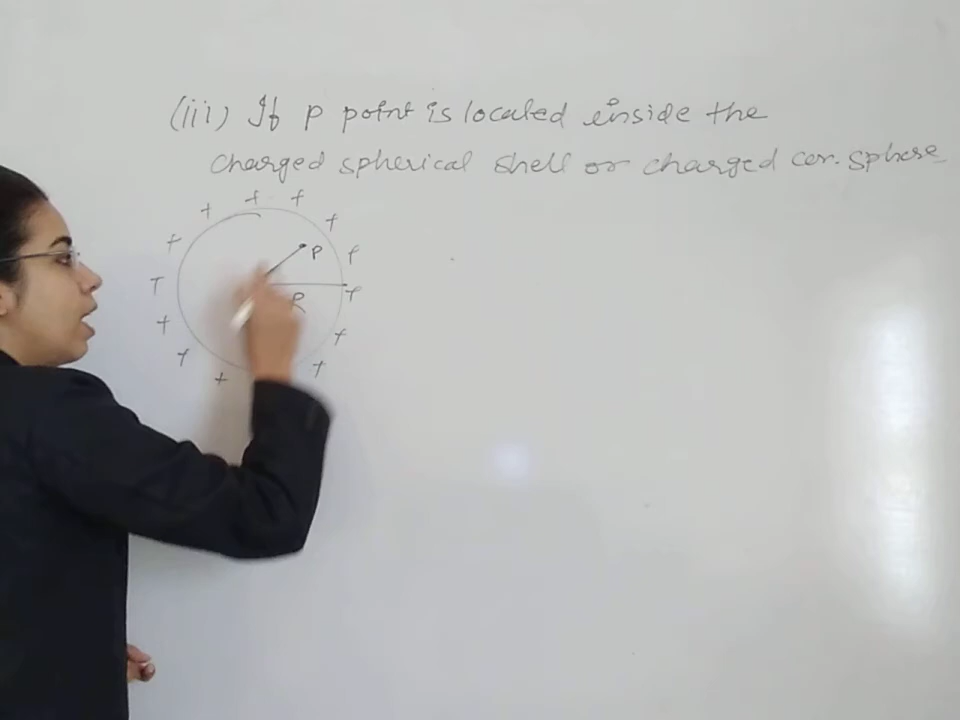 (iii) If P point is located inside the
charged spherical shell or charged con. sphere
+ + + + + + + + + + + + + +
P
R